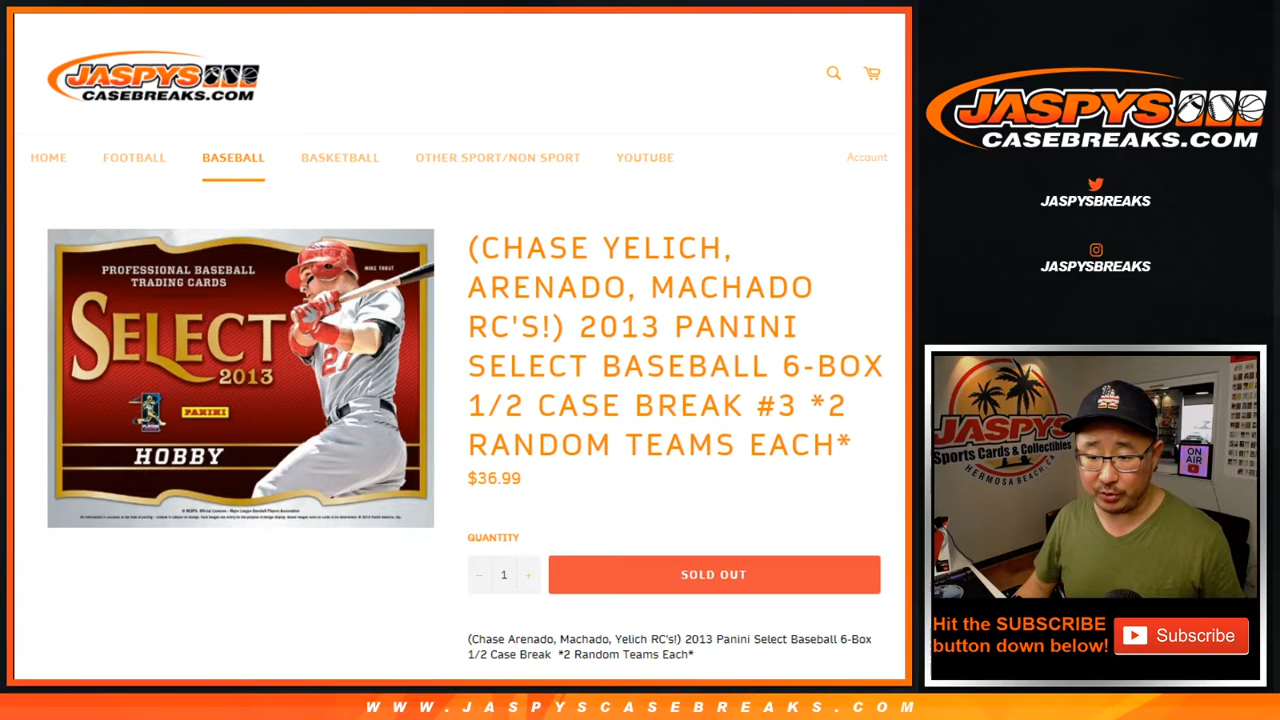 JASPYS
CASEBREAKS.COM
HOME
FOOTBALL
BASEBALL
BASKETBALL
OTHER SPORT/NON SPORT
YOUTUBE
Account
PROFESSIONAL BASEBALL
TRADING CARDS
MIKE TROUT
SELECT
2013
27
PANINI
HOBBY
(CHASE YELICH,
ARENADO, MACHADO
RC'S!) 2013 PANINI
SELECT BASEBALL 6-BOX
1/2 CASE BREAK #3 *2
RANDOM TEAMS EACH*
$36.99
QUANTITY
− 1 +
SOLD OUT
(Chase Arenado, Machado, Yelich RC's!) 2013 Panini Select Baseball 6-Box
1/2 Case Break *2 Random Teams Each*
JASPYS
CASEBREAKS.COM
JASPYSBREAKS
JASPYSBREAKS
JASPYS
Sports Cards & Collectibles
HERMOSA BEACH, CA
ON AIR
Hit the SUBSCRIBE
button down below!
Subscribe
WWW.JASPYSCASEBREAKS.COM